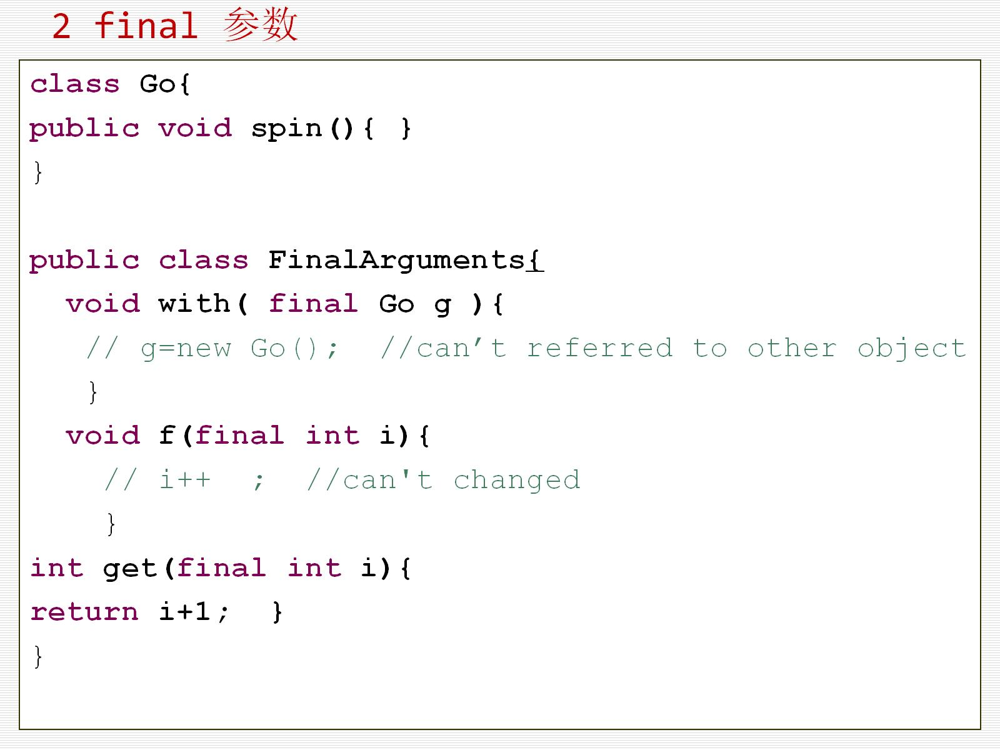 2 final 参数
class Go{
public void spin(){ }
}
public class FinalArguments{
void with( final Go g ){
// g=new Go(); //can’t referred to other object
}
void f(final int i){
// i++ ; //can't changed
}
int get(final int i){
return i+1; }
}